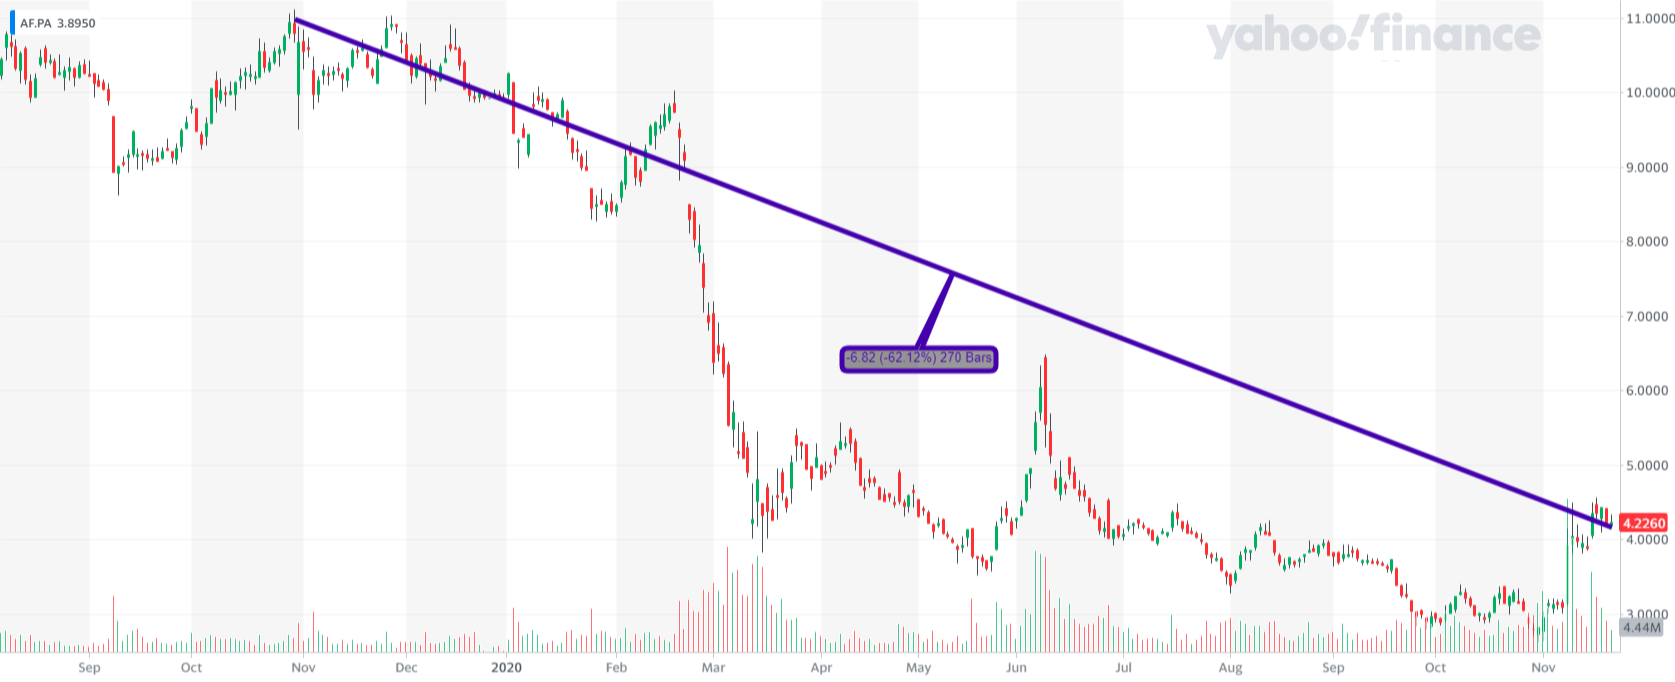 AF.PA 3.8950
yahoo!finance
11.0000
10.0000
9.0000
8.0000
7.0000
-6.82 (-62.12%) 270 Bars
6.0000
5.0000
4.2260
4.0000
3.0000
4.44M
Sep Oct Nov Dec 2020 Feb Mar Apr May Jun Jul Aug Sep Oct Nov